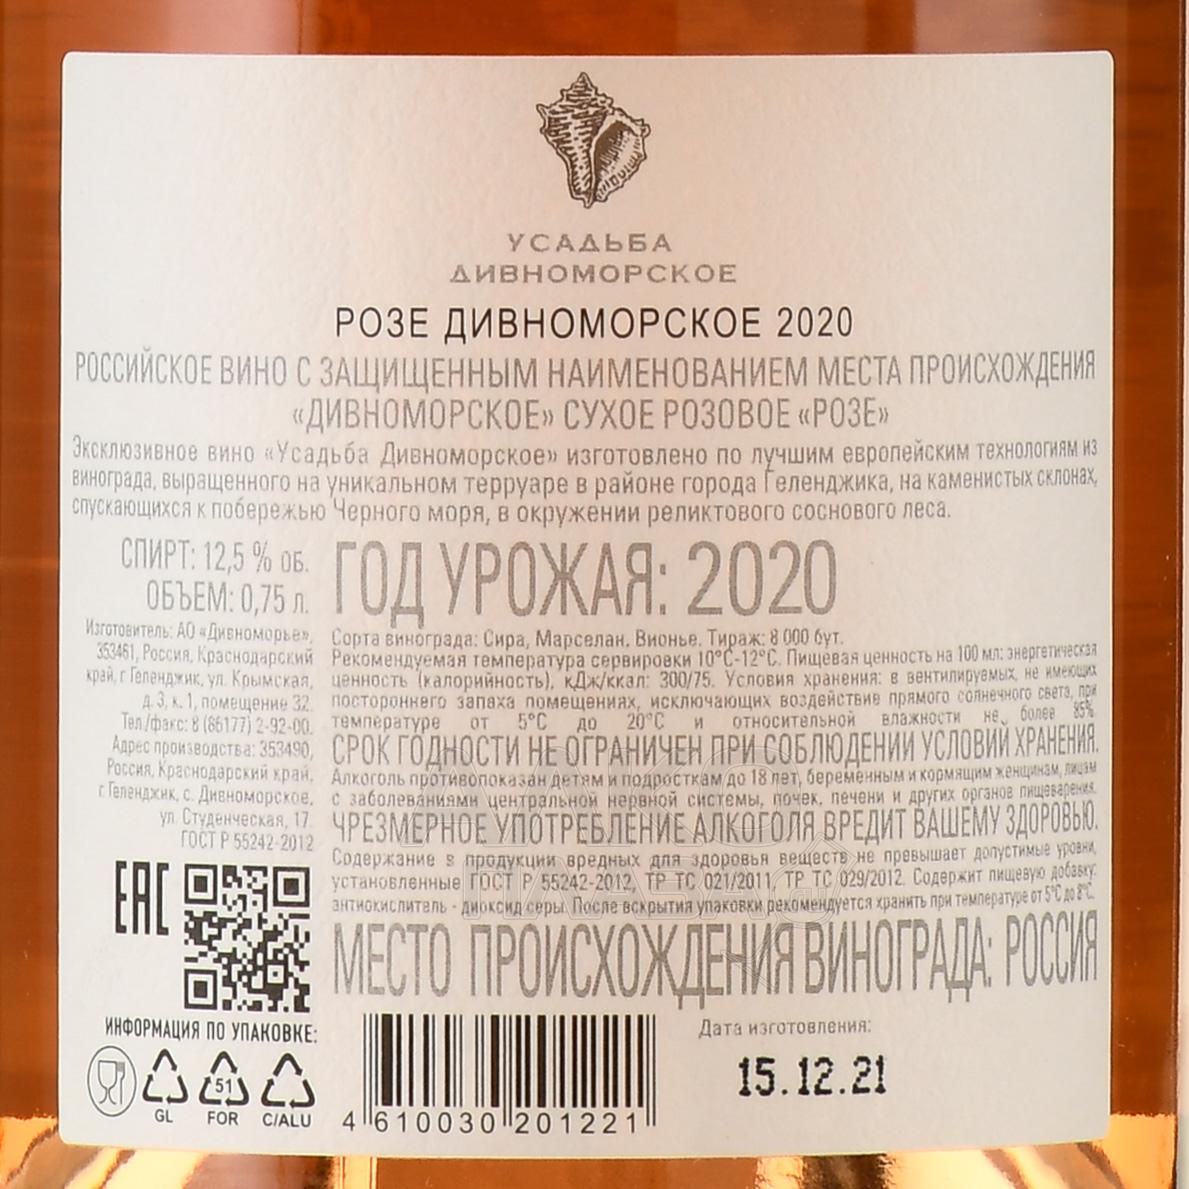 УСАДЬБА
ДИВНОМОРСКОЕ
РОЗЕ ДИВНОМОРСКОЕ 2020
РОССИЙСКОЕ ВИНО С ЗАЩИЩЕННЫМ НАИМЕНОВАНИЕМ МЕСТА ПРОИСХОЖДЕНИЯ
«ДИВНОМОРСКОЕ» СУХОЕ РОЗОВОЕ «РОЗЕ»
Эксклюзивное вино «Усадьба Дивноморское» изготовлено по лучшим европейским технологиям из
винограда, выращенного на уникальном терруаре в районе города Геленджика, на каменистых склонах,
спускающихся к побережью Черного моря, в окружении реликтового соснового леса.
СПИРТ: 12,5 % об.
ОБЪЕМ: 0,75 л.
Изготовитель: АО «Дивноморье»,
353461, Россия, Краснодарский
край, г Геленджик, ул. Крымская,
д. 3, к. 1, помещение 32.
Тел./факс: 8 (86177) 2-92-00.
Адрес производства: 353490,
Россия, Краснодарский край,
г. Геленджик, с. Дивноморское,
ул. Студенческая, 17.
ГОСТ Р 55242-2012
ГОД УРОЖАЯ: 2020
Сорта винограда: Сира, Марселан, Вионье. Тираж: 8 000 бут.
Рекомендуемая температура сервировки 10°С-12°С. Пищевая ценность на 100 мл: энергетическая
ценность (калорийность), кДж/ккал: 300/75. Условия хранения: в вентилируемых, не имеющих
постороннего запаха помещениях, исключающих воздействие прямого солнечного света, при
температуре от 5°С до 20°С и относительной влажности не более 85%.
СРОК ГОДНОСТИ НЕ ОГРАНИЧЕН ПРИ СОБЛЮДЕНИИ УСЛОВИЙ ХРАНЕНИЯ.
Алкоголь противопоказан детям и подросткам до 18 лет, беременным и кормящим женщинам, лицам
с заболеваниями центральной нервной системы, почек, печени и других органов пищеварения.
ЧРЕЗМЕРНОЕ УПОТРЕБЛЕНИЕ АЛКОГОЛЯ ВРЕДИТ ВАШЕМУ ЗДОРОВЬЮ.
Содержание в продукции вредных для здоровья веществ не превышает допустимые уровни,
установленные ГОСТ Р 55242-2012, ТР ТС 021/2011, ТР ТС 029/2012. Содержит пищевую добавку:
антиокислитель - диоксид серы. После вскрытия упаковки рекомендуется хранить при температуре от 5°С до 8°С.
МЕСТО ПРОИСХОЖДЕНИЯ ВИНОГРАДА: РОССИЯ
ЕАС
ИНФОРМАЦИЯ ПО УПАКОВКЕ:
51
GL FOR C/ALU
4 610030 201221
Дата изготовления:
15.12.21